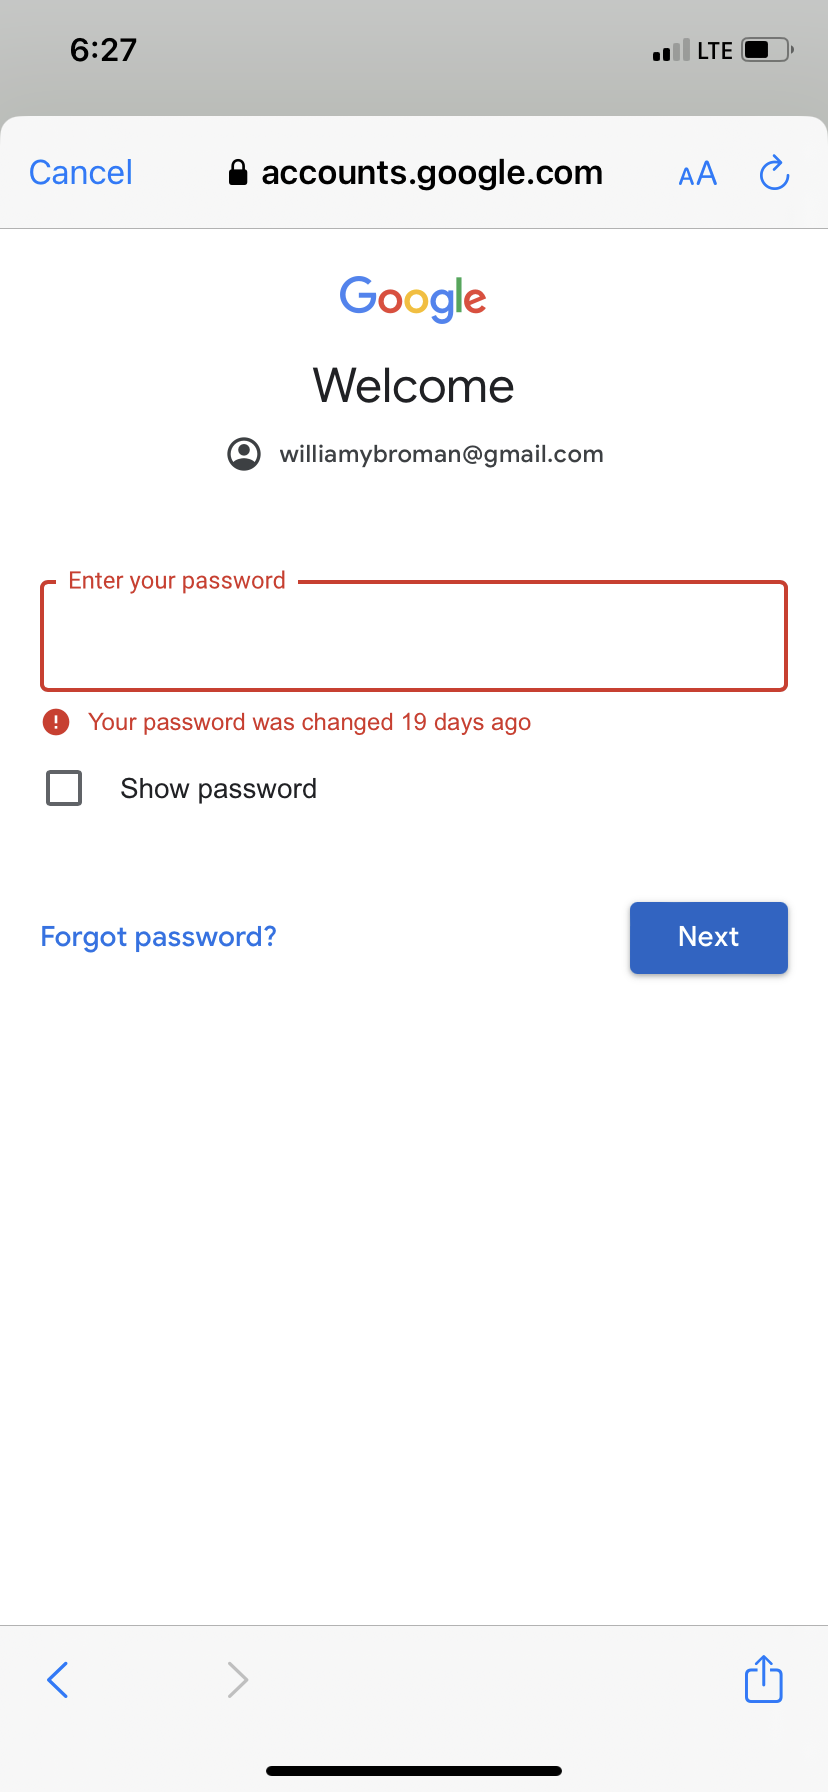 6:27 LTE
Cancel accounts.google.com AA
Google
Welcome
williamybroman@gmail.com
Enter your password
Your password was changed 19 days ago
Show password
Forgot password? Next